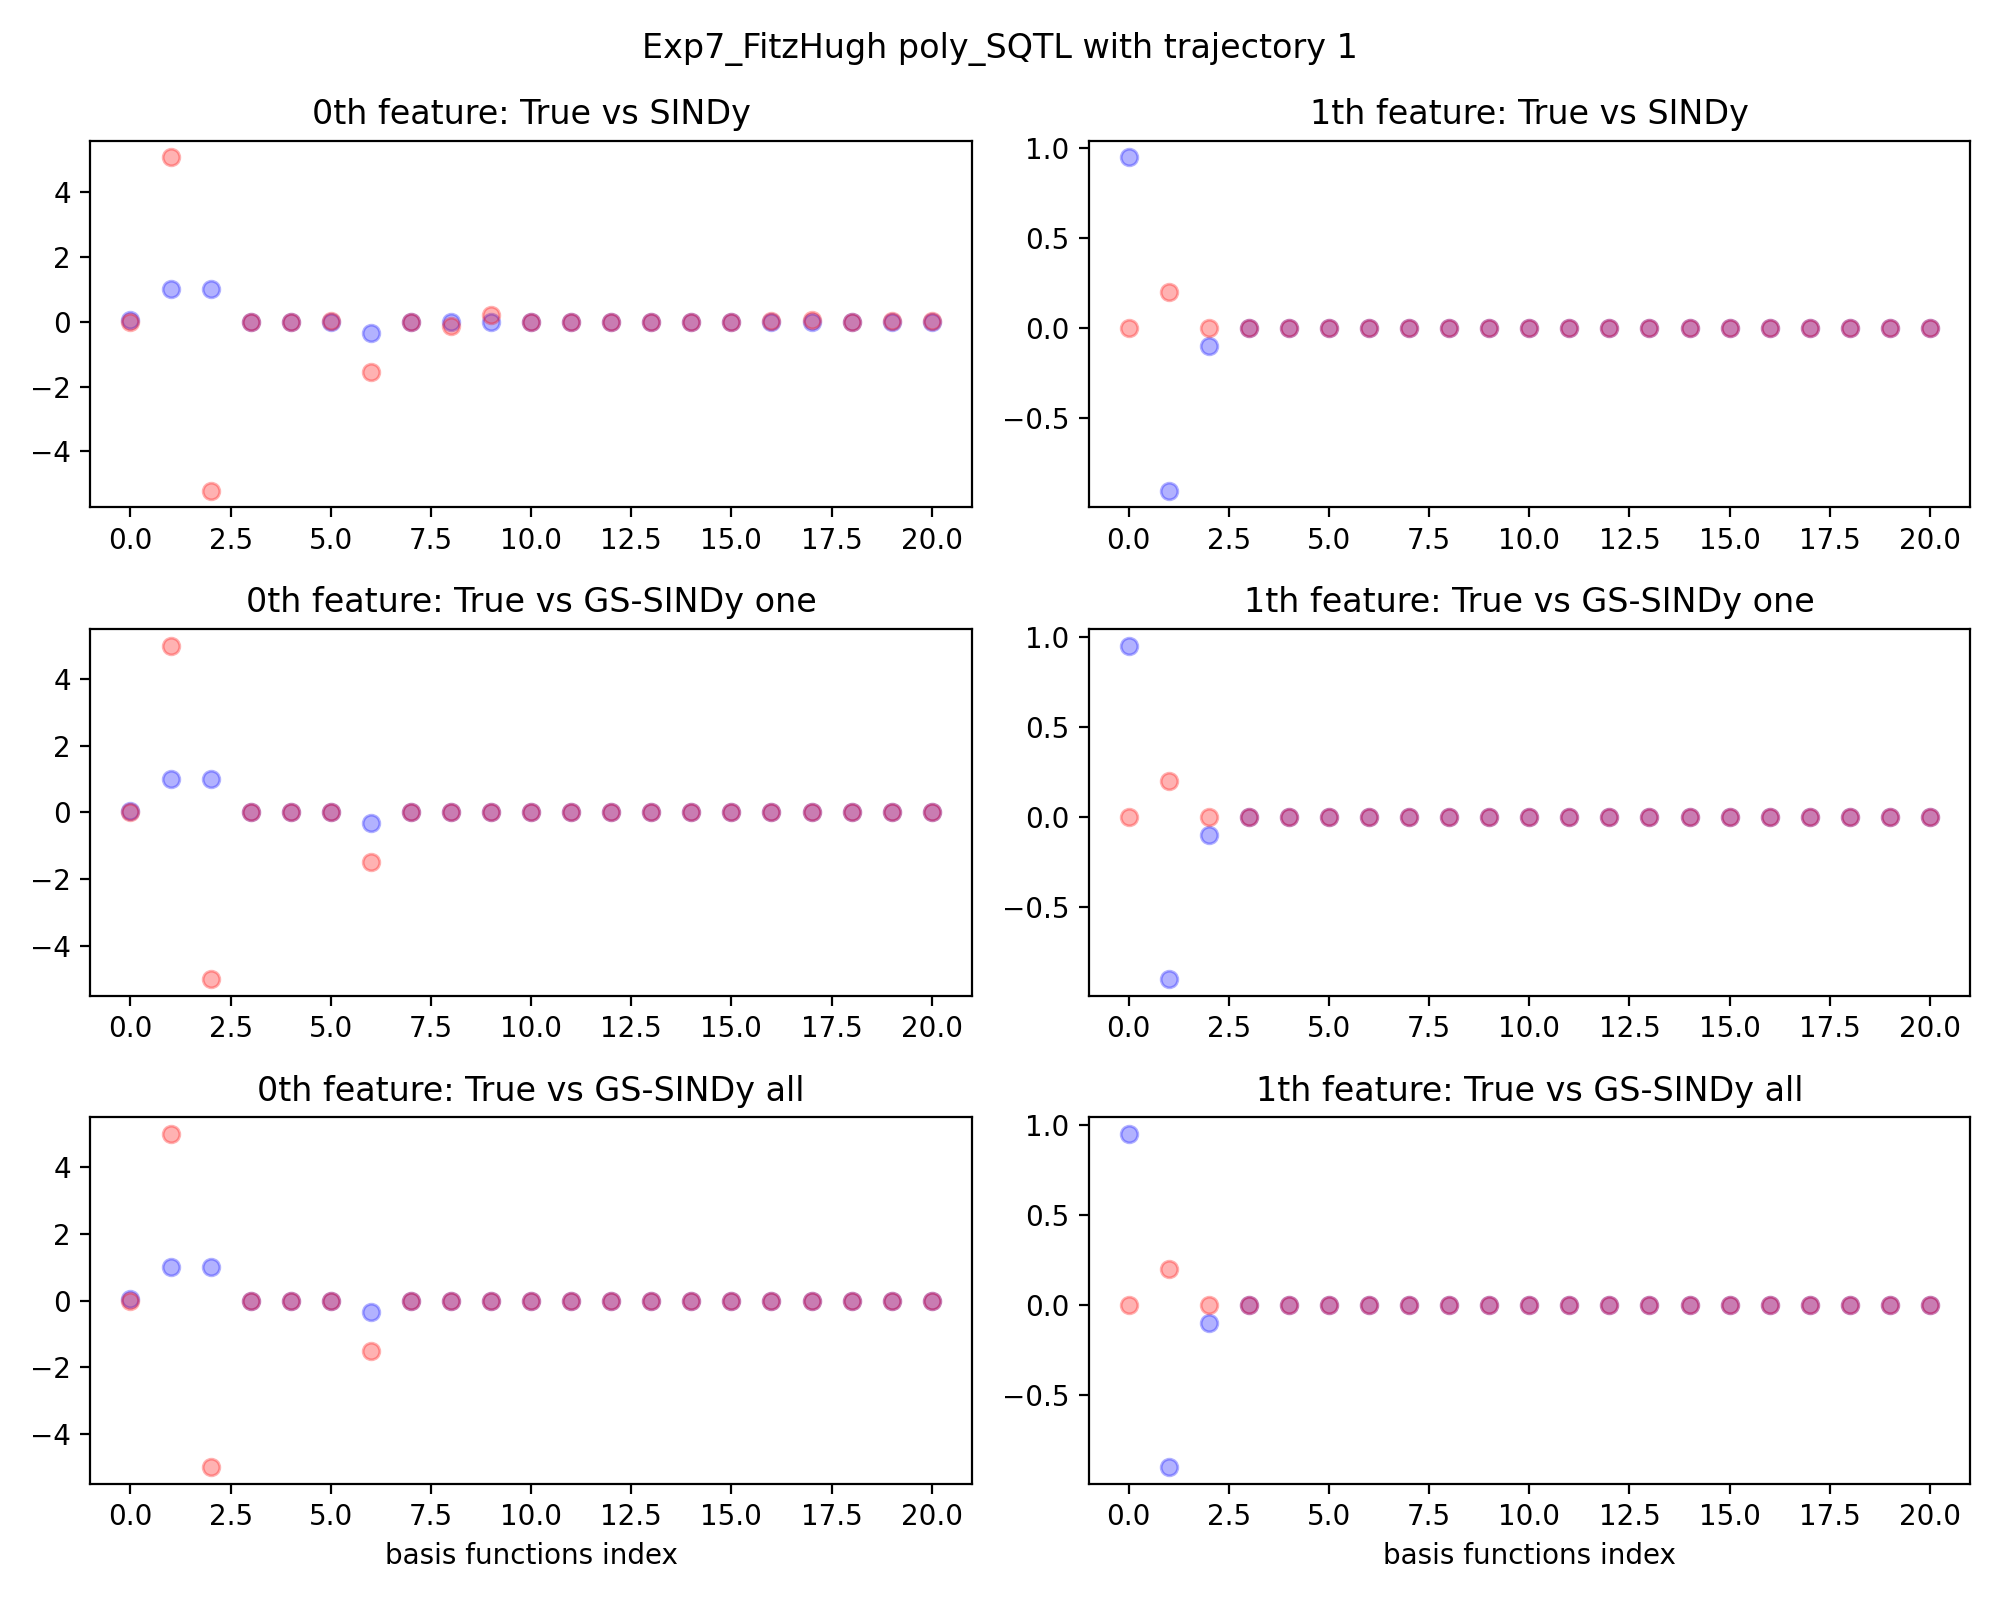 Exp7_FitzHugh poly_SQTL with trajectory 1
0th feature: True vs SINDy
4
2
0
−2
−4
0.0 2.5 5.0 7.5 10.0 12.5 15.0 17.5 20.0
1th feature: True vs SINDy
1.0
0.5
0.0
−0.5
0.0 2.5 5.0 7.5 10.0 12.5 15.0 17.5 20.0
0th feature: True vs GS-SINDy one
4
2
0
−2
−4
0.0 2.5 5.0 7.5 10.0 12.5 15.0 17.5 20.0
1th feature: True vs GS-SINDy one
1.0
0.5
0.0
−0.5
0.0 2.5 5.0 7.5 10.0 12.5 15.0 17.5 20.0
0th feature: True vs GS-SINDy all
4
2
0
−2
−4
0.0 2.5 5.0 7.5 10.0 12.5 15.0 17.5 20.0
basis functions index
1th feature: True vs GS-SINDy all
1.0
0.5
0.0
−0.5
0.0 2.5 5.0 7.5 10.0 12.5 15.0 17.5 20.0
basis functions index